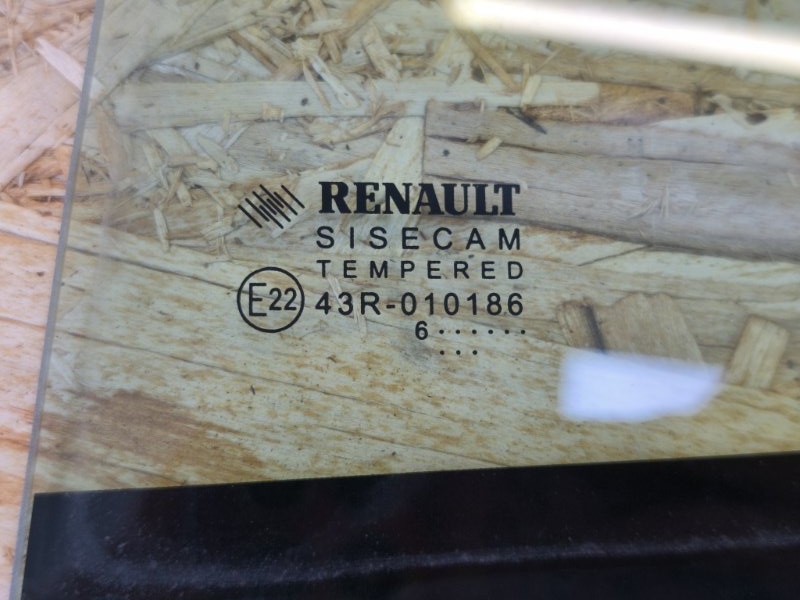 RENAULT
SISECAM
TEMPERED
E22 43R-010186
6......
...